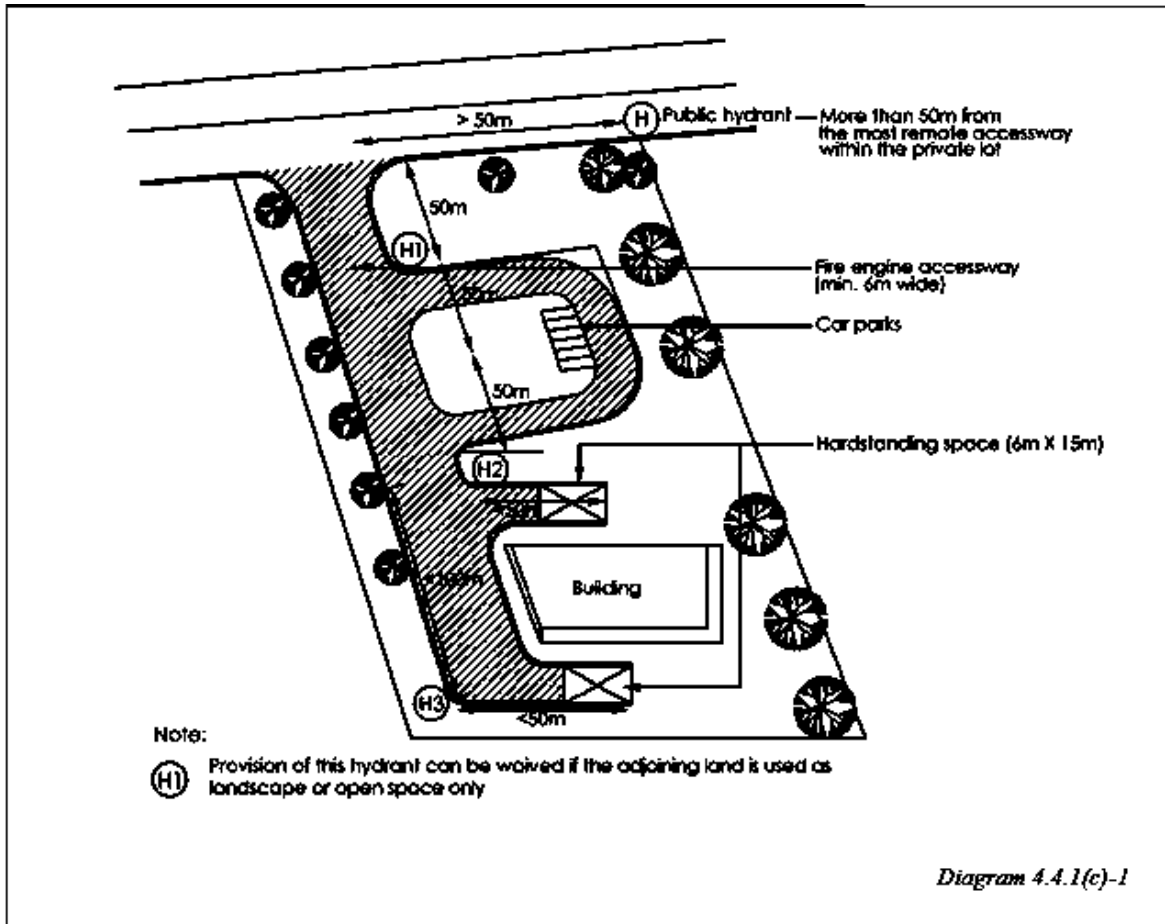 > 50m
H
Public hydrant
More than 50m from
the most remote accessway
within the private lot
50m
H1
Fire engine accessway
(min. 6m wide)
50m
Car parks
50m
Hardstanding space (6m X 15m)
H2
Building
H3
<50m
Note:
H1
Provision of this hydrant can be waived if the adjoining land is used as
landscape or open space only
Diagram 4.4.1(c)-1